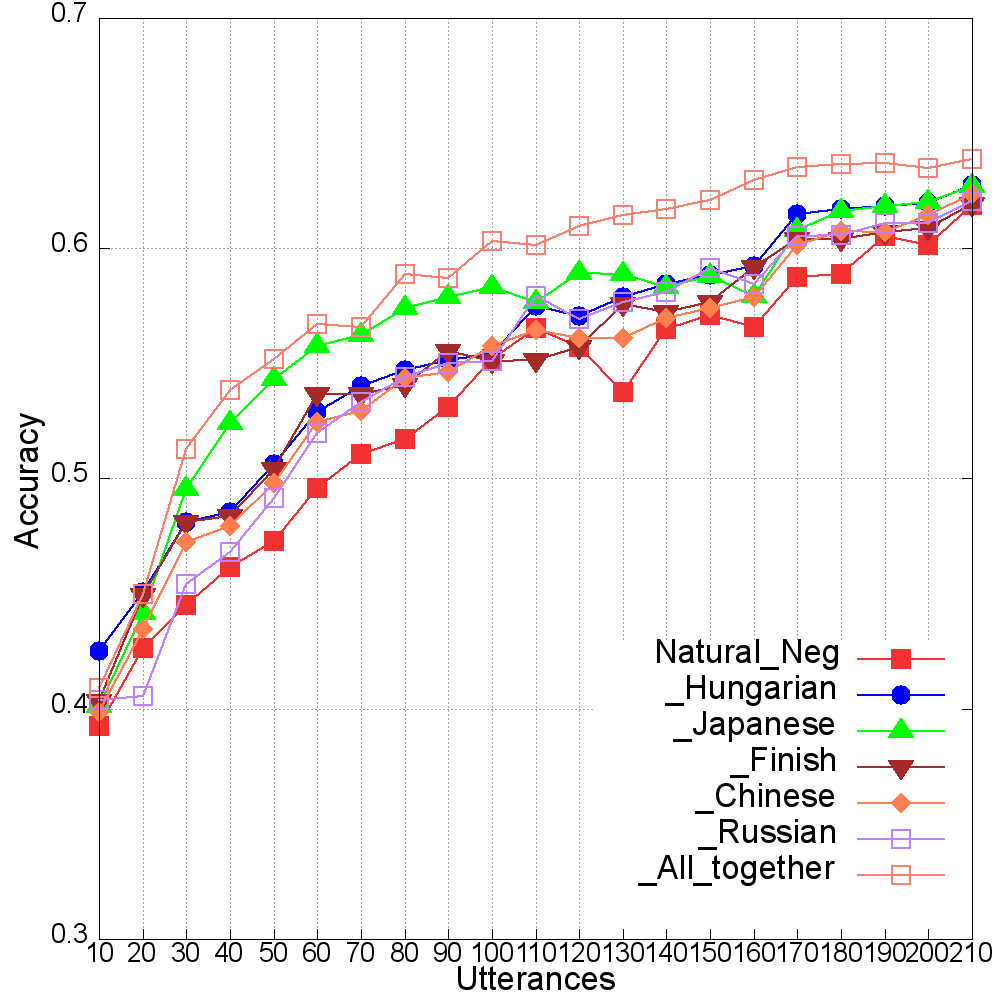 0.7
0.6
0.5
0.4
0.3
Accuracy
Natural_Neg
_Hungarian
_Japanese
_Finish
_Chinese
_Russian
_All_together
10 20 30 40 50 60 70 80 90 100 110 120 130 140 150 160 170 180 190 200 210
Utterances